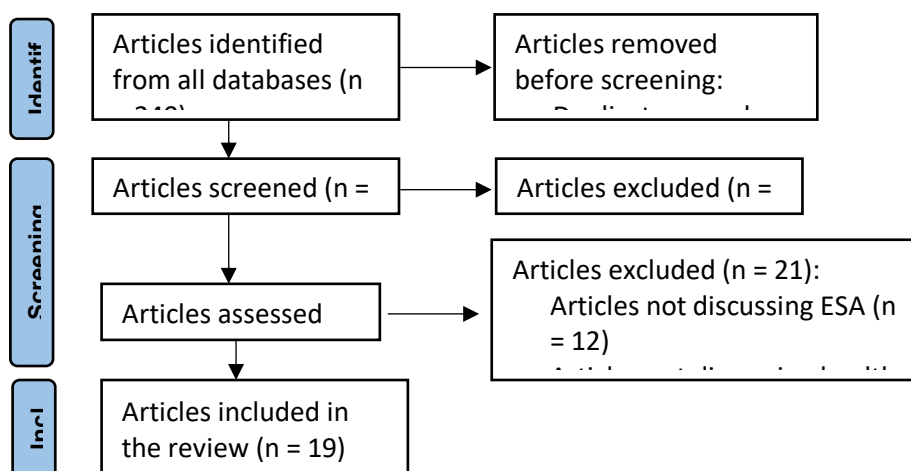 Identif
Articles identified
from all databases (n
Articles removed
before screening:
Screening
Articles screened (n =
Articles excluded (n =
Articles assessed
Articles excluded (n = 21):
Articles not discussing ESA (n
= 12)
Incl
Articles included in
the review (n = 19)